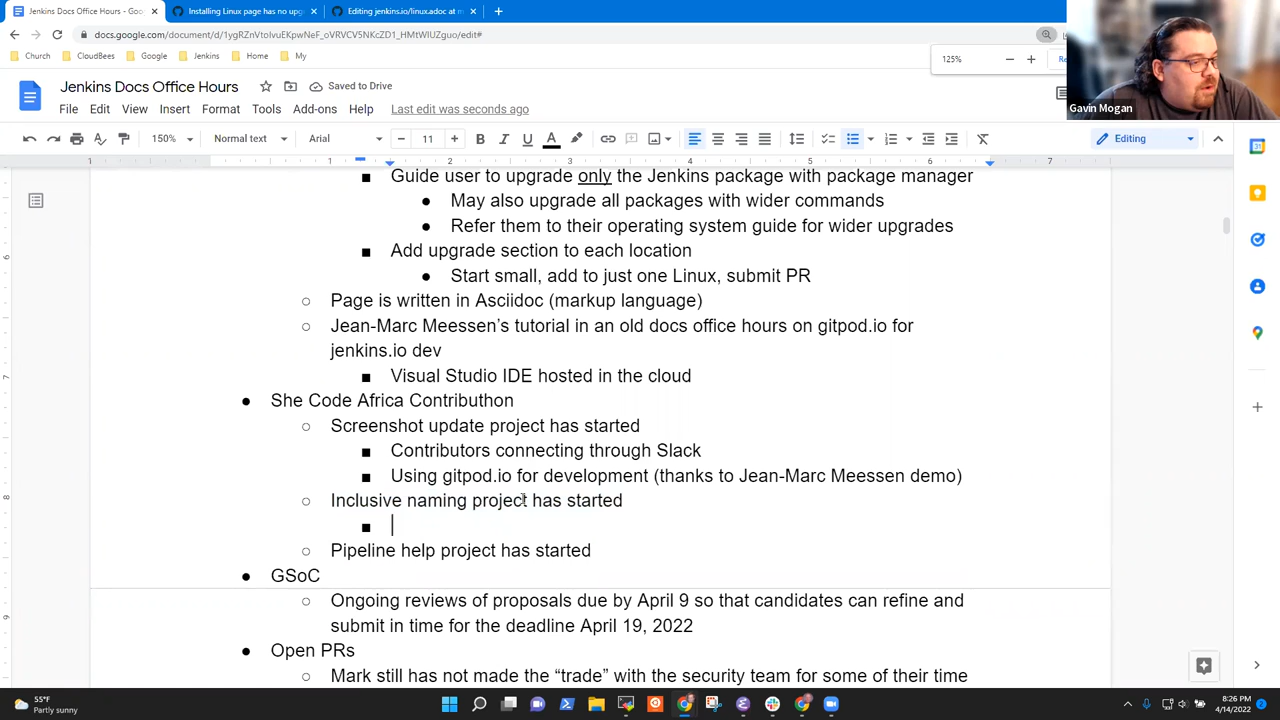 Jenkins Docs Office Hours - Goo
Installing Linux page has no upg
Editing jenkins.io/linux.adoc at m
docs.google.com/document/d/1ygRZnVtoIvuEKpwNeF_oVRVCV5NKcZD1_HMtWIUZguo/edit#
Church
CloudBees
Google
Jenkins
Home
My
125%
Re
Gavin Mogan
Jenkins Docs Office Hours
Saved to Drive
File Edit View Insert Format Tools Add-ons Help Last edit was seconds ago
150% Normal text Arial 11 Editing
1 1 2 3 4 5 6 7
Guide user to upgrade only the Jenkins package with package manager
May also upgrade all packages with wider commands
Refer them to their operating system guide for wider upgrades
Add upgrade section to each location
Start small, add to just one Linux, submit PR
Page is written in Asciidoc (markup language)
Jean-Marc Meessen's tutorial in an old docs office hours on gitpod.io for
jenkins.io dev
Visual Studio IDE hosted in the cloud
She Code Africa Contributhon
Screenshot update project has started
Contributors connecting through Slack
Using gitpod.io for development (thanks to Jean-Marc Meessen demo)
Inclusive naming project has started
Pipeline help project has started
GSoC
Ongoing reviews of proposals due by April 9 so that candidates can refine and
submit in time for the deadline April 19, 2022
Open PRs
Mark still has not made the “trade” with the security team for some of their time
55°F
Partly sunny
8:26 PM
4/14/2022